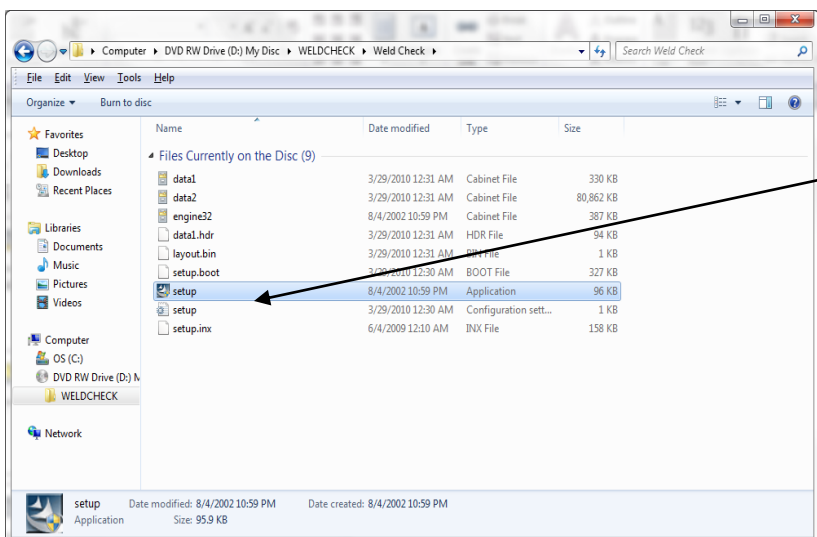 Computer ▸ DVD RW Drive (D:) My Disc ▸ WELDCHECK ▸ Weld Check ▸ Search Weld Check
File Edit View Tools Help
Organize ▾ Burn to disc
Favorites
Desktop
Downloads
Recent Places
Libraries
Documents
Music
Pictures
Videos
Computer
OS (C:)
DVD RW Drive (D:) M
WELDCHECK
Network
Name Date modified Type Size
Files Currently on the Disc (9)
data1 3/29/2010 12:31 AM Cabinet File 330 KB
data2 3/29/2010 12:31 AM Cabinet File 80,862 KB
engine32 8/4/2002 10:59 PM Cabinet File 387 KB
data1.hdr 3/29/2010 12:31 AM HDR File 94 KB
layout.bin 3/29/2010 12:31 AM BIN File 1 KB
setup.boot 3/29/2010 12:30 AM BOOT File 327 KB
setup 8/4/2002 10:59 PM Application 96 KB
setup 3/29/2010 12:30 AM Configuration sett... 1 KB
setup.inx 6/4/2009 12:10 AM INX File 158 KB
setup Date modified: 8/4/2002 10:59 PM Date created: 8/4/2002 10:59 PM
Application Size: 95.9 KB